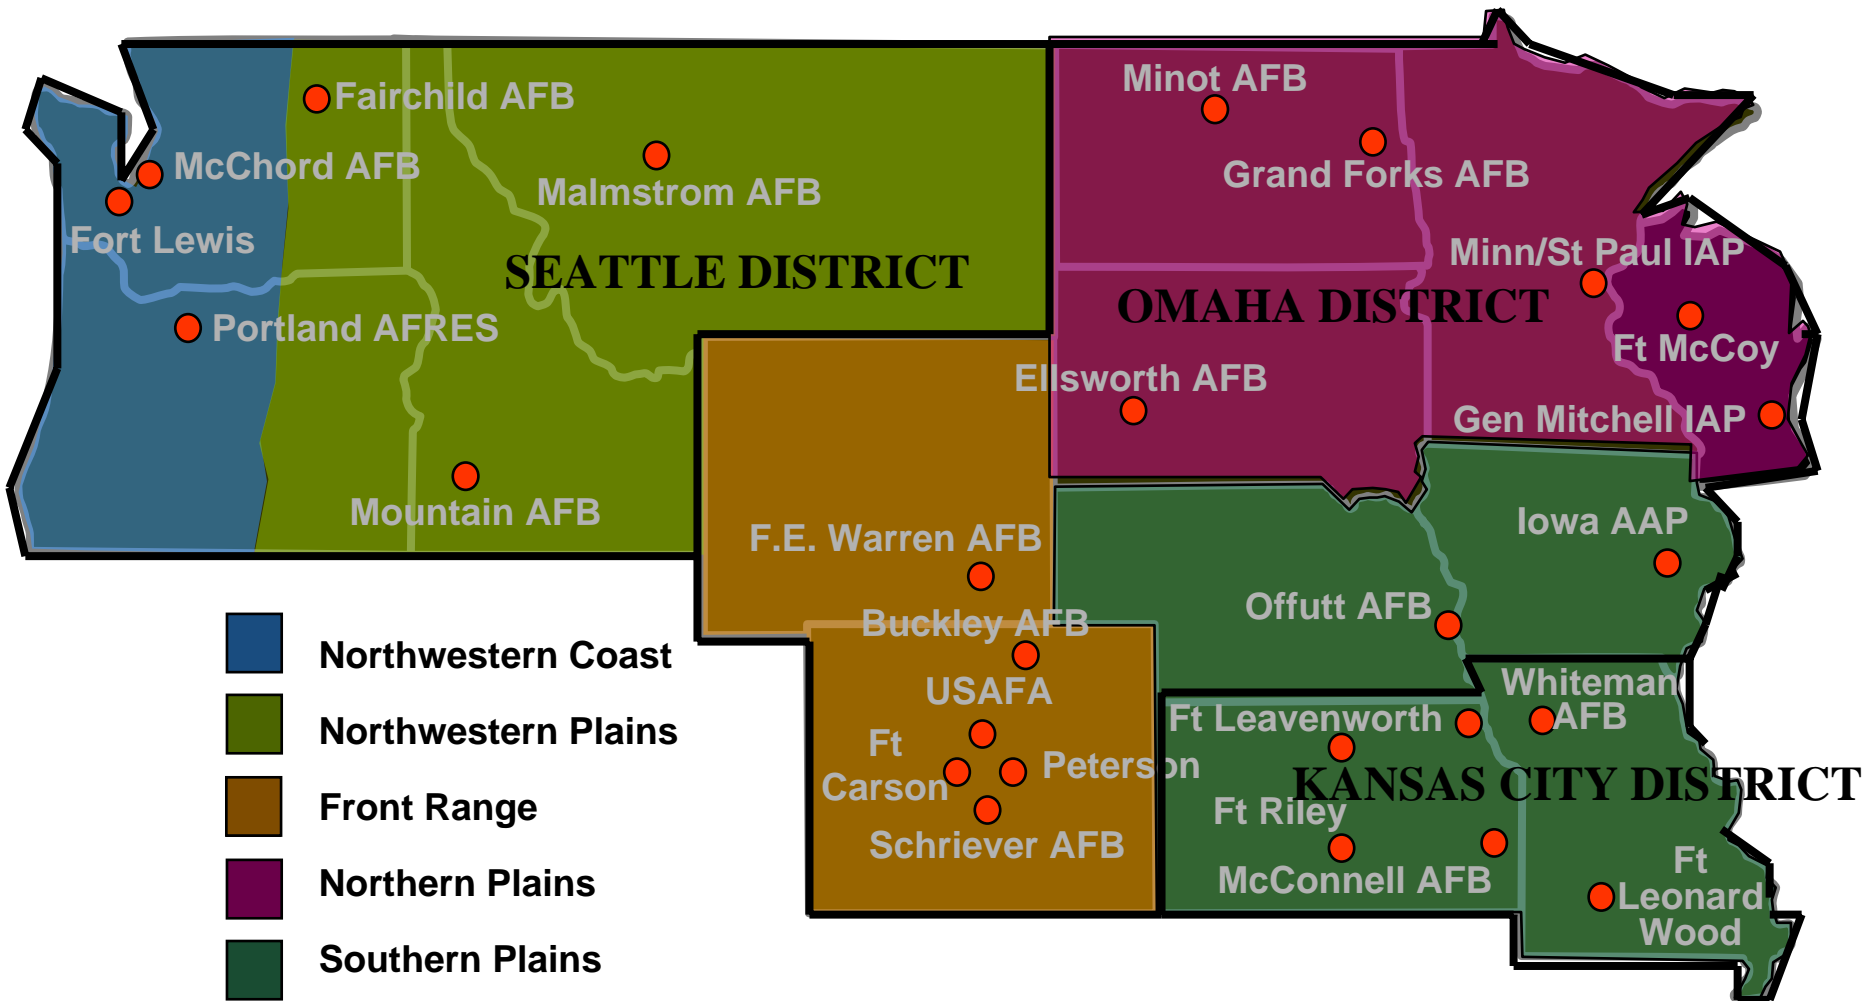 Minot AFB
Fairchild AFB
McChord AFB
Malmstrom AFB
Grand Forks AFB
Fort Lewis
Minn/St Paul IAP
SEATTLE DISTRICT
OMAHA DISTRICT
Portland AFRES
Ft McCoy
Ellsworth AFB
Gen Mitchell IAP
Mountain AFB
Iowa AAP
F.E. Warren AFB
Offutt AFB
Buckley AFB
USAFA
Whiteman
AFB
Ft Leavenworth
Ft
Carson
Peterson
KANSAS CITY DISTRICT
Ft Riley
Schriever AFB
McConnell AFB
Ft
Leonard
Wood
Northwestern Coast
Northwestern Plains
Front Range
Northern Plains
Southern Plains